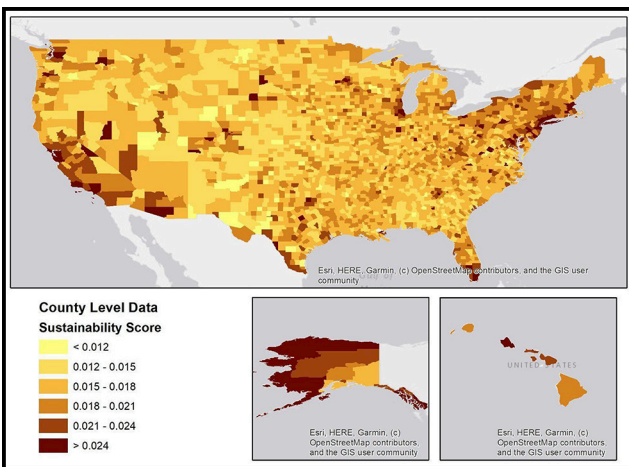 Esri, HERE, Garmin, (c) OpenStreetMap contributors, and the GIS user
community
County Level Data
Sustainability Score
< 0.012
0.012 - 0.015
0.015 - 0.018
0.018 - 0.021
0.021 - 0.024
> 0.024
Esri, HERE, Garmin, (c)
OpenStreetMap contributors,
and the GIS user community
UNITED STATES
Esri, HERE, Garmin, (c)
OpenStreetMap contributors,
and the GIS user community